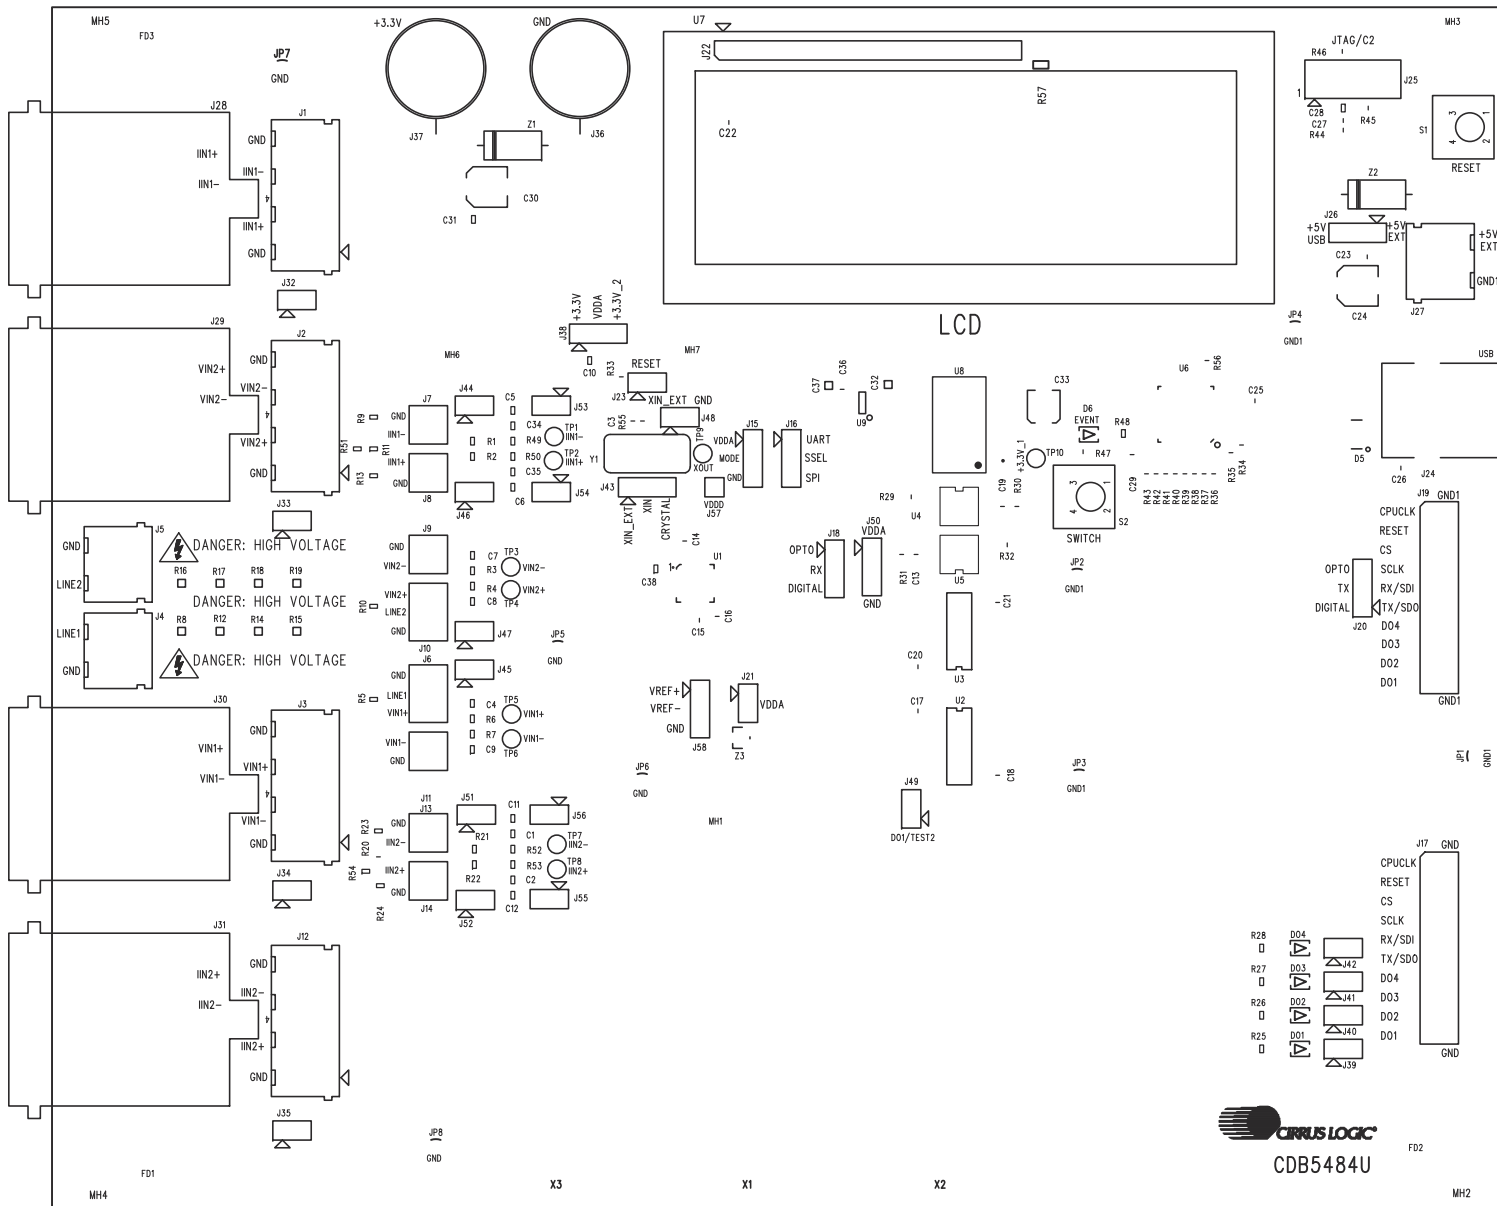 MH5
FD3
JP7
GND
+3.3V
J37
GND
J36
Z1
C30
C31
U7
J22
R57
C22
LCD
MH3
JTAG/C2
R46
J25
1
C28
C27
R44
R45
S1
3
1
4
2
RESET
Z2
J26
+5V
USB
+5V
EXT
+5V
EXT
GND1
C23
C24
J27
JP4
GND1
J28
IIN1+
IIN1-
J1
GND
IIN1-
4
IIN1+
GND
J32
J29
VIN2+
VIN2-
J2
GND
VIN2-
4
VIN2+
GND
J33
MH6
R9
R51
R11
R13
GND
IIN1-
J7
IIN1+
GND
J8
J44
R1
R2
J46
C5
C34
R49
R50
C35
C6
J53
TP1
IIN1-
TP2
IIN1+
J54
+3.3V
VDDA
+3.3V_2
J38
C10
R33
RESET
J23
MH7
XIN_EXT
GND
J48
C3
R55
Y1
TP9
XOUT
J43
XIN_EXT
XIN
CRYSTAL
VDDD
J57
C14
J15
VDDA
MODE
GND
J16
UART
SSEL
SPI
C37
C36
C32
U9
U8
C33
+3.3V_1
TP10
D6
EVENT
R48
R47
U6
R56
C25
R34
R35
C29
R43
R42
R41
R40
R39
R38
R37
R36
C19
R30
R29
U4
U5
R31
C13
R32
S2
3
1
4
2
SWITCH
JP2
GND1
USB
D5
C26
J24
J19
GND1
CPUCLK
RESET
CS
SCLK
RX/SDI
TX/SDO
DO4
DO3
DO2
DO1
GND1
OPTO
TX
DIGITAL
J20
J5
GND
LINE2
DANGER: HIGH VOLTAGE
R16
R17
R18
R19
DANGER: HIGH VOLTAGE
J4
LINE1
GND
R8
R12
R14
R15
DANGER: HIGH VOLTAGE
J9
GND
VIN2-
VIN2+
LINE2
GND
J10
R10
C7
R3
R4
C8
TP3
VIN2-
VIN2+
TP4
J47
JP5
GND
J6
GND
LINE1
VIN1+
R5
J45
C4
R6
R7
C9
TP5
VIN1+
VIN1-
TP6
VIN1-
GND
J11
C38
1
U1
C15
C16
J18
OPTO
RX
DIGITAL
J50
VDDA
GND
C21
C20
U3
C17
U2
C18
VREF+
VREF-
GND
J58
J21
VDDA
Z3
JP6
GND
MH1
J49
DO1/TEST2
JP3
GND1
JP1
GND1
J30
VIN1+
VIN1-
J3
GND
VIN1+
4
VIN1-
GND
J34
R23
R20
R54
R24
J13
GND
IIN2-
IIN2+
GND
J14
J51
R21
R22
J52
C11
C1
R52
R53
C2
C12
J56
TP7
IIN2-
TP8
IIN2+
J55
J31
IIN2+
IIN2-
J12
GND
IIN2-
4
IIN2+
GND
J35
J17
GND
CPUCLK
RESET
CS
SCLK
RX/SDI
TX/SDO
DO4
DO3
DO2
DO1
GND
R28
DO4
J42
R27
DO3
J41
R26
DO2
J40
R25
DO1
J39
JP8
GND
CIRRUS LOGIC®
CDB5484U
FD1
MH4
X3
X1
X2
FD2
MH2